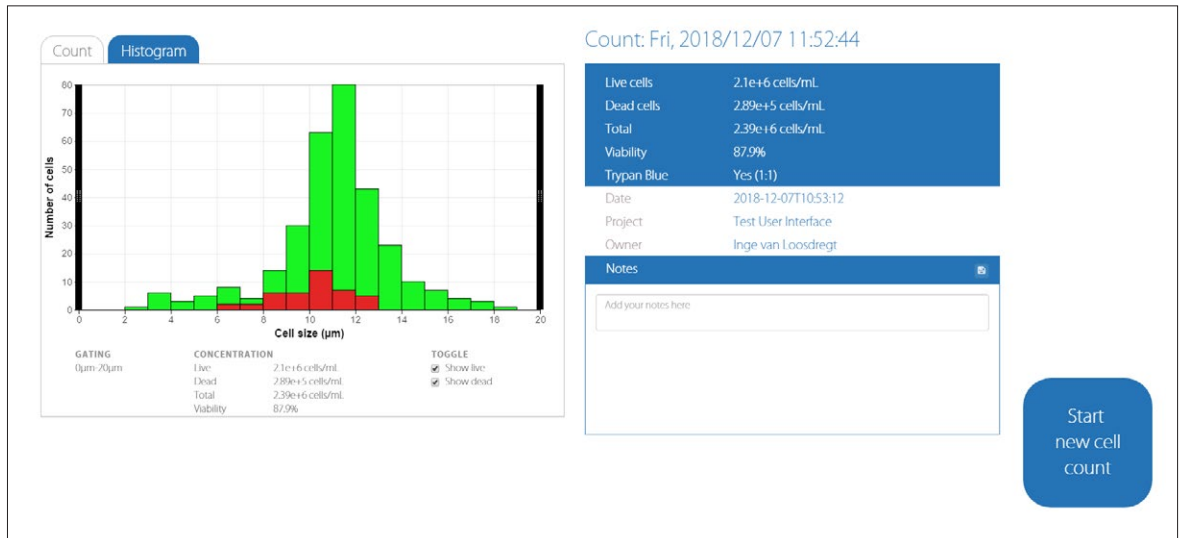 Count Histogram
80
70
60
50
40
30
20
10
0
Number of cells
0 2 4 6 8 10 12 14 16 18 20
Cell size (µm)
GATING
0µm-20µm
CONCENTRATION
Live 2.1e+6 cells/mL
Dead 2.89e+5 cells/mL
Total 2.39e+6 cells/mL
Viability 87.9%
TOGGLE
Show live
Show dead
Count: Fri, 2018/12/07 11:52:44
Live cells 2.1e+6 cells/mL
Dead cells 2.89e+5 cells/mL
Total 2.39e+6 cells/mL
Viability 87.9%
Trypan Blue Yes (1:1)
Date 2018-12-07T10:53:12
Project Test User Interface
Owner Inge van Loosdregt
Notes
Add your notes here
Start
new cell
count